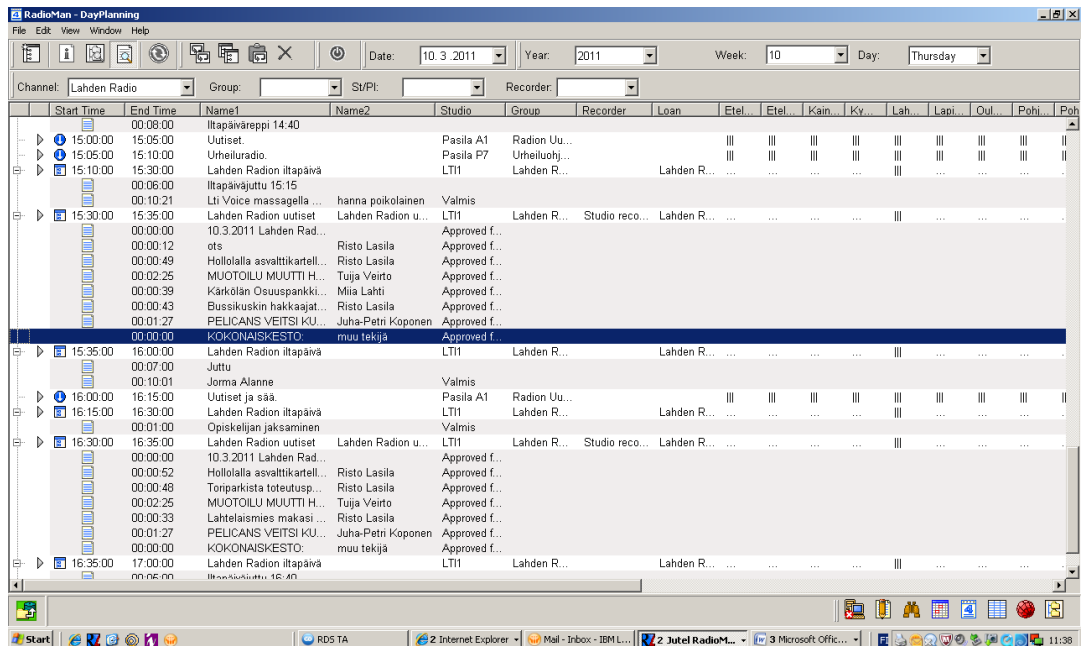 RadioMan - DayPlanning
File Edit View Window Help
Date: 10. 3 .2011 Year: 2011 Week: 10 Day: Thursday
Channel: Lahden Radio Group: St/Pl: Recorder:
Start Time End Time Name1 Name2 Studio Group Recorder Loan Etel... Etel... Kain... Ky... Lah... Lapi... Oul... Pohj... Poh
00:08:00 Iltapäiväreppi 14:40
15:00:00 15:05:00 Uutiset. Pasila A1 Radion Uu... ||| ||| ||| ||| ||| ||| ||| |||
15:05:00 15:10:00 Urheiluradio. Pasila P7 Urheiluohj... ||| ||| ||| ||| ||| ||| ||| |||
15:10:00 15:30:00 Lahden Radion iltapäivä LTI1 Lahden R... Lahden R... ... ... ... ... ||| ... ... ...
00:06:00 Iltapäiväjuttu 15:15
00:10:21 Lti Voice massagella ... hanna poikolainen Valmis
15:30:00 15:35:00 Lahden Radion uutiset Lahden Radion u... LTI1 Lahden R... Studio reco... Lahden R... ... ... ... ... ||| ... ... ...
00:00:00 10.3.2011 Lahden Rad... Approved f...
00:00:12 ots Risto Lasila Approved f...
00:00:49 Hollolalla asvalttikartell... Risto Lasila Approved f...
00:02:25 MUOTOILU MUUTTI H... Tuija Veirto Approved f...
00:00:39 Kärkölän Osuuspankki... Miia Lahti Approved f...
00:00:43 Bussikuskin hakkaajat... Risto Lasila Approved f...
00:01:27 PELICANS VEITSI KU... Juha-Petri Koponen Approved f...
00:00:00 KOKONAISKESTO: muu tekijä Approved f...
15:35:00 16:00:00 Lahden Radion iltapäivä LTI1 Lahden R... Lahden R... ... ... ... ... ||| ... ... ...
00:07:00 Juttu
00:10:01 Jorma Alanne Valmis
16:00:00 16:15:00 Uutiset ja sää. Pasila A1 Radion Uu... ||| ||| ||| ||| ||| ||| ||| |||
16:15:00 16:30:00 Lahden Radion iltapäivä LTI1 Lahden R... Lahden R... ... ... ... ... ||| ... ... ...
00:01:00 Opiskelijan jaksaminen Valmis
16:30:00 16:35:00 Lahden Radion uutiset Lahden Radion u... LTI1 Lahden R... Studio reco... Lahden R... ... ... ... ... ||| ... ... ...
00:00:00 10.3.2011 Lahden Rad... Approved f...
00:00:52 Hollolalla asvalttikartell... Risto Lasila Approved f...
00:00:48 Toriparkista toteutusp... Risto Lasila Approved f...
00:02:25 MUOTOILU MUUTTI H... Tuija Veirto Approved f...
00:00:33 Lahtelaismies makasi ... Risto Lasila Approved f...
00:01:27 PELICANS VEITSI KU... Juha-Petri Koponen Approved f...
00:00:00 KOKONAISKESTO: muu tekijä Approved f...
16:35:00 17:00:00 Lahden Radion iltapäivä LTI1 Lahden R... Lahden R... ... ... ... ... ||| ... ... ...
00:05:00 Iltapäiväjuttu 16:40
Start RDS TA 2 Internet Explorer Mail - Inbox - IBM L... 2 Jutel RadioM... 3 Microsoft Offic... FI 11:38